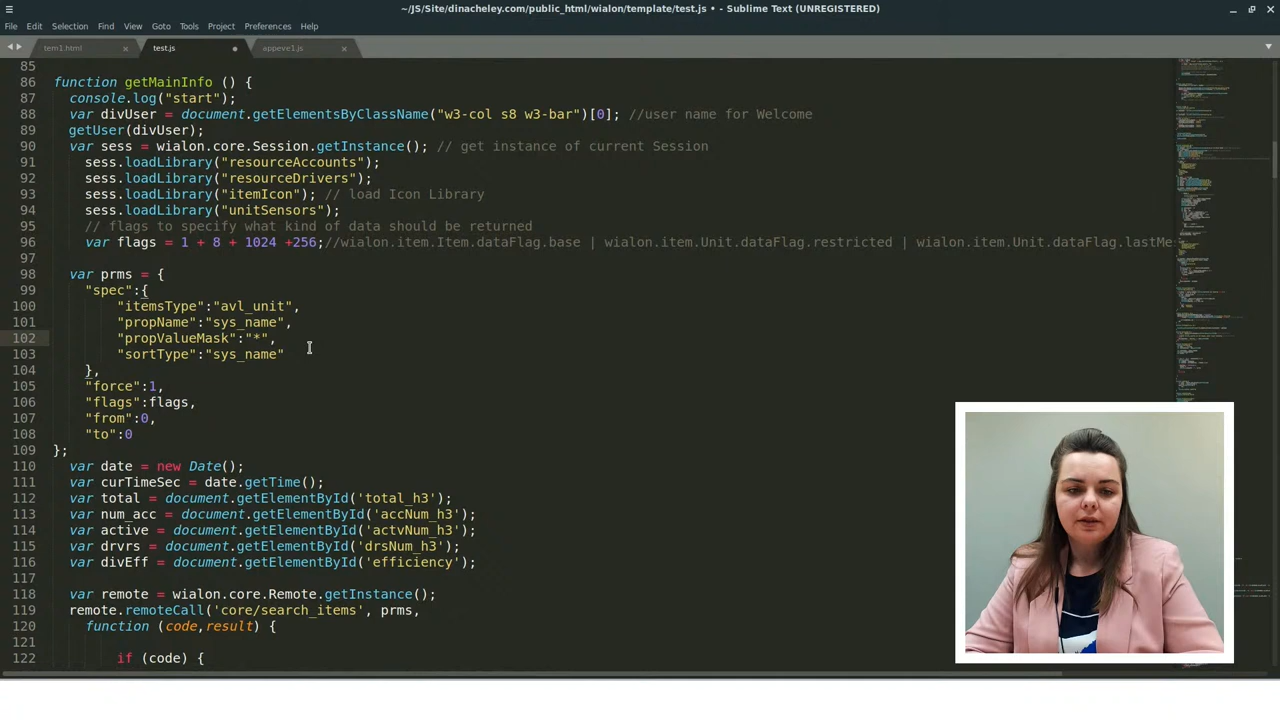 ~/JS/Site/dinacheley.com/public_html/wialon/template/test.js • - Sublime Text (UNREGISTERED)
File Edit Selection Find View Goto Tools Project Preferences Help
tem1.html test.js appeve1.js
85
86 function getMainInfo () {
87 console.log("start");
88 var divUser = document.getElementsByClassName("w3-col s8 w3-bar")[0]; //user name for Welcome
89 getUser(divUser);
90 var sess = wialon.core.Session.getInstance(); // get instance of current Session
91 sess.loadLibrary("resourceAccounts");
92 sess.loadLibrary("resourceDrivers");
93 sess.loadLibrary("itemIcon"); // load Icon Library
94 sess.loadLibrary("unitSensors");
95 // flags to specify what kind of data should be returned
96 var flags = 1 + 8 + 1024 +256;//wialon.item.Item.dataFlag.base | wialon.item.Unit.dataFlag.restricted | wialon.item.Unit.dataFlag.lastMe
97
98 var prms = {
99 "spec":{
100 "itemsType":"avl_unit",
101 "propName":"sys_name",
102 "propValueMask":"*",
103 "sortType":"sys_name"
104 },
105 "force":1,
106 "flags":flags,
107 "from":0,
108 "to":0
109 };
110 var date = new Date();
111 var curTimeSec = date.getTime();
112 var total = document.getElementById('total_h3');
113 var num_acc = document.getElementById('accNum_h3');
114 var active = document.getElementById('actvNum_h3');
115 var drvrs = document.getElementById('drsNum_h3');
116 var divEff = document.getElementById('efficiency');
117
118 var remote = wialon.core.Remote.getInstance();
119 remote.remoteCall('core/search_items', prms,
120 function (code,result) {
121
122 if (code) {